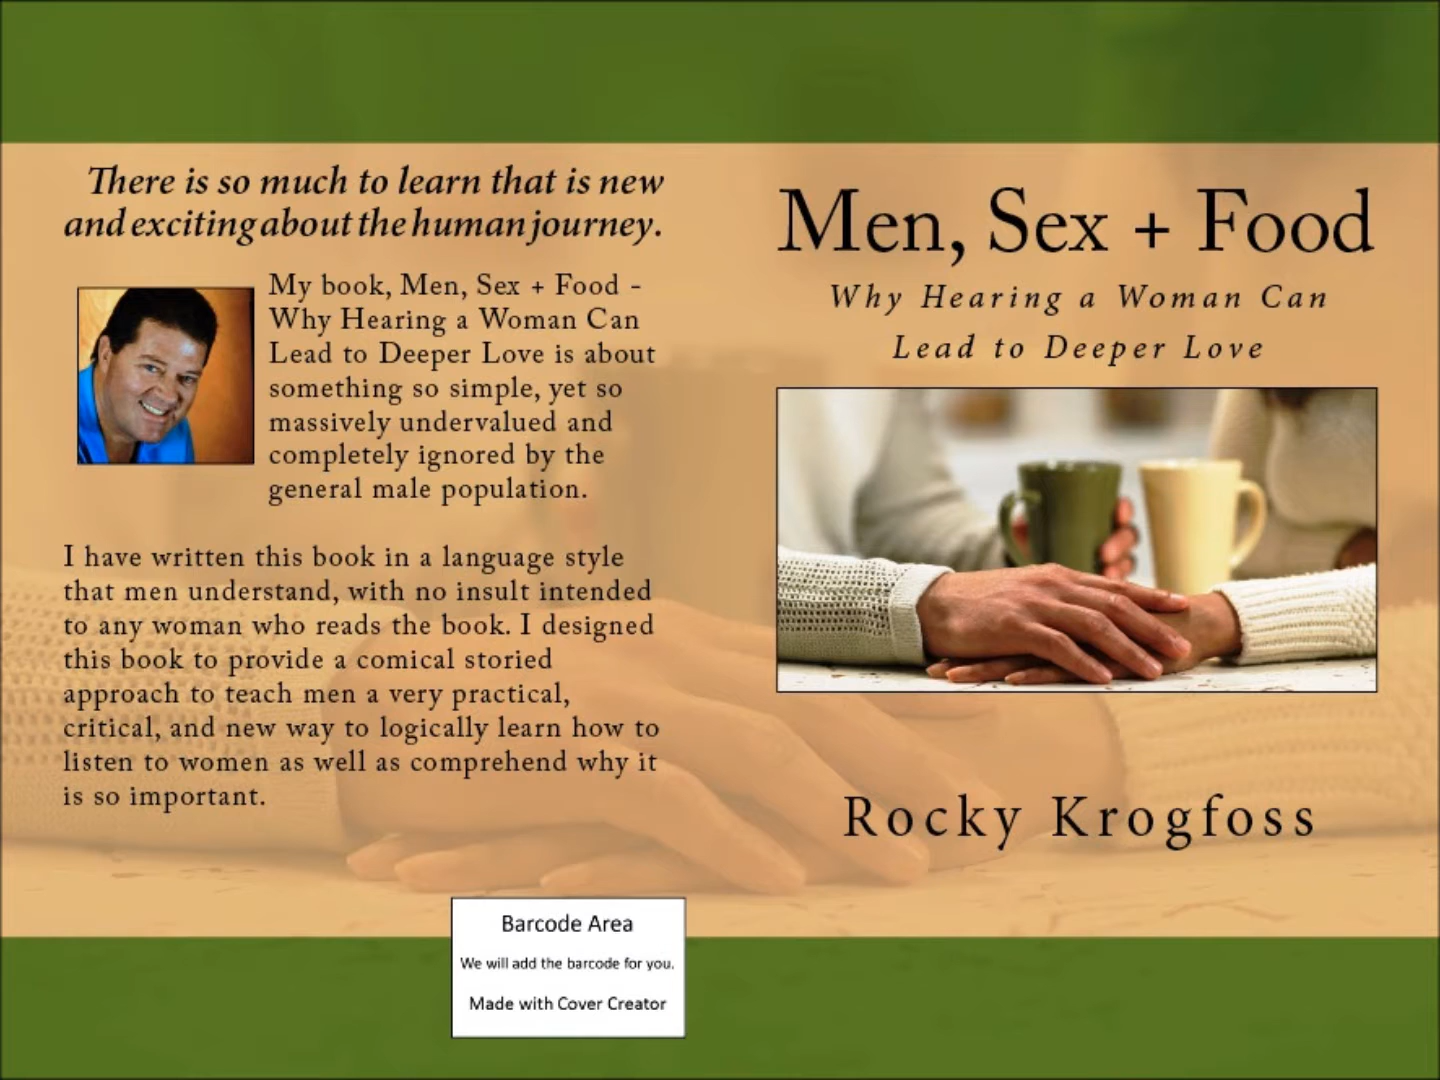 There is so much to learn that is new
and exciting about the human journey.
My book, Men, Sex + Food -
Why Hearing a Woman Can
Lead to Deeper Love is about
something so simple, yet so
massively undervalued and
completely ignored by the
general male population.
I have written this book in a language style
that men understand, with no insult intended
to any woman who reads the book. I designed
this book to provide a comical storied
approach to teach men a very practical,
critical, and new way to logically learn how to
listen to women as well as comprehend why it
is so important.
Barcode Area
We will add the barcode for you.
Made with Cover Creator
Men, Sex + Food
Why Hearing a Woman Can
Lead to Deeper Love
Rocky Krogfoss